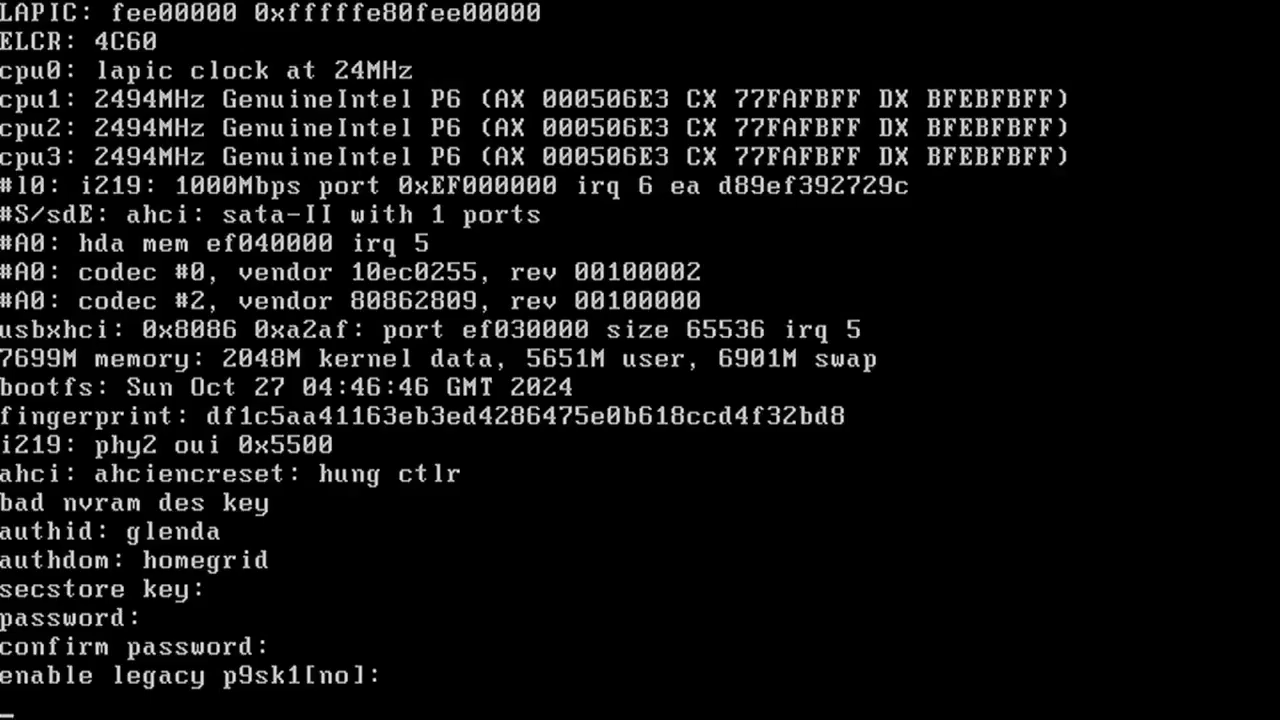 LAPIC: fee00000 0xfffffe80fee00000
ELCR: 4C60
cpu0: lapic clock at 24MHz
cpu1: 2494MHz GenuineIntel P6 (AX 000506E3 CX 77FAFBFF DX BFEBFBFF)
cpu2: 2494MHz GenuineIntel P6 (AX 000506E3 CX 77FAFBFF DX BFEBFBFF)
cpu3: 2494MHz GenuineIntel P6 (AX 000506E3 CX 77FAFBFF DX BFEBFBFF)
#l0: i219: 1000Mbps port 0xEF000000 irq 6 ea d89ef392729c
#S/sdE: ahci: sata-II with 1 ports
#A0: hda mem ef040000 irq 5
#A0: codec #0, vendor 10ec0255, rev 00100002
#A0: codec #2, vendor 80862809, rev 00100000
usbxhci: 0x8086 0xa2af: port ef030000 size 65536 irq 5
7699M memory: 2048M kernel data, 5651M user, 6901M swap
bootfs: Sun Oct 27 04:46:46 GMT 2024
fingerprint: df1c5aa41163eb3ed4286475e0b618ccd4f32bd8
i219: phy2 oui 0x5500
ahci: ahciencreset: hung ctlr
bad nvram des key
authid: glenda
authdom: homegrid
secstore key:
password:
confirm password:
enable legacy p9sk1[no]: